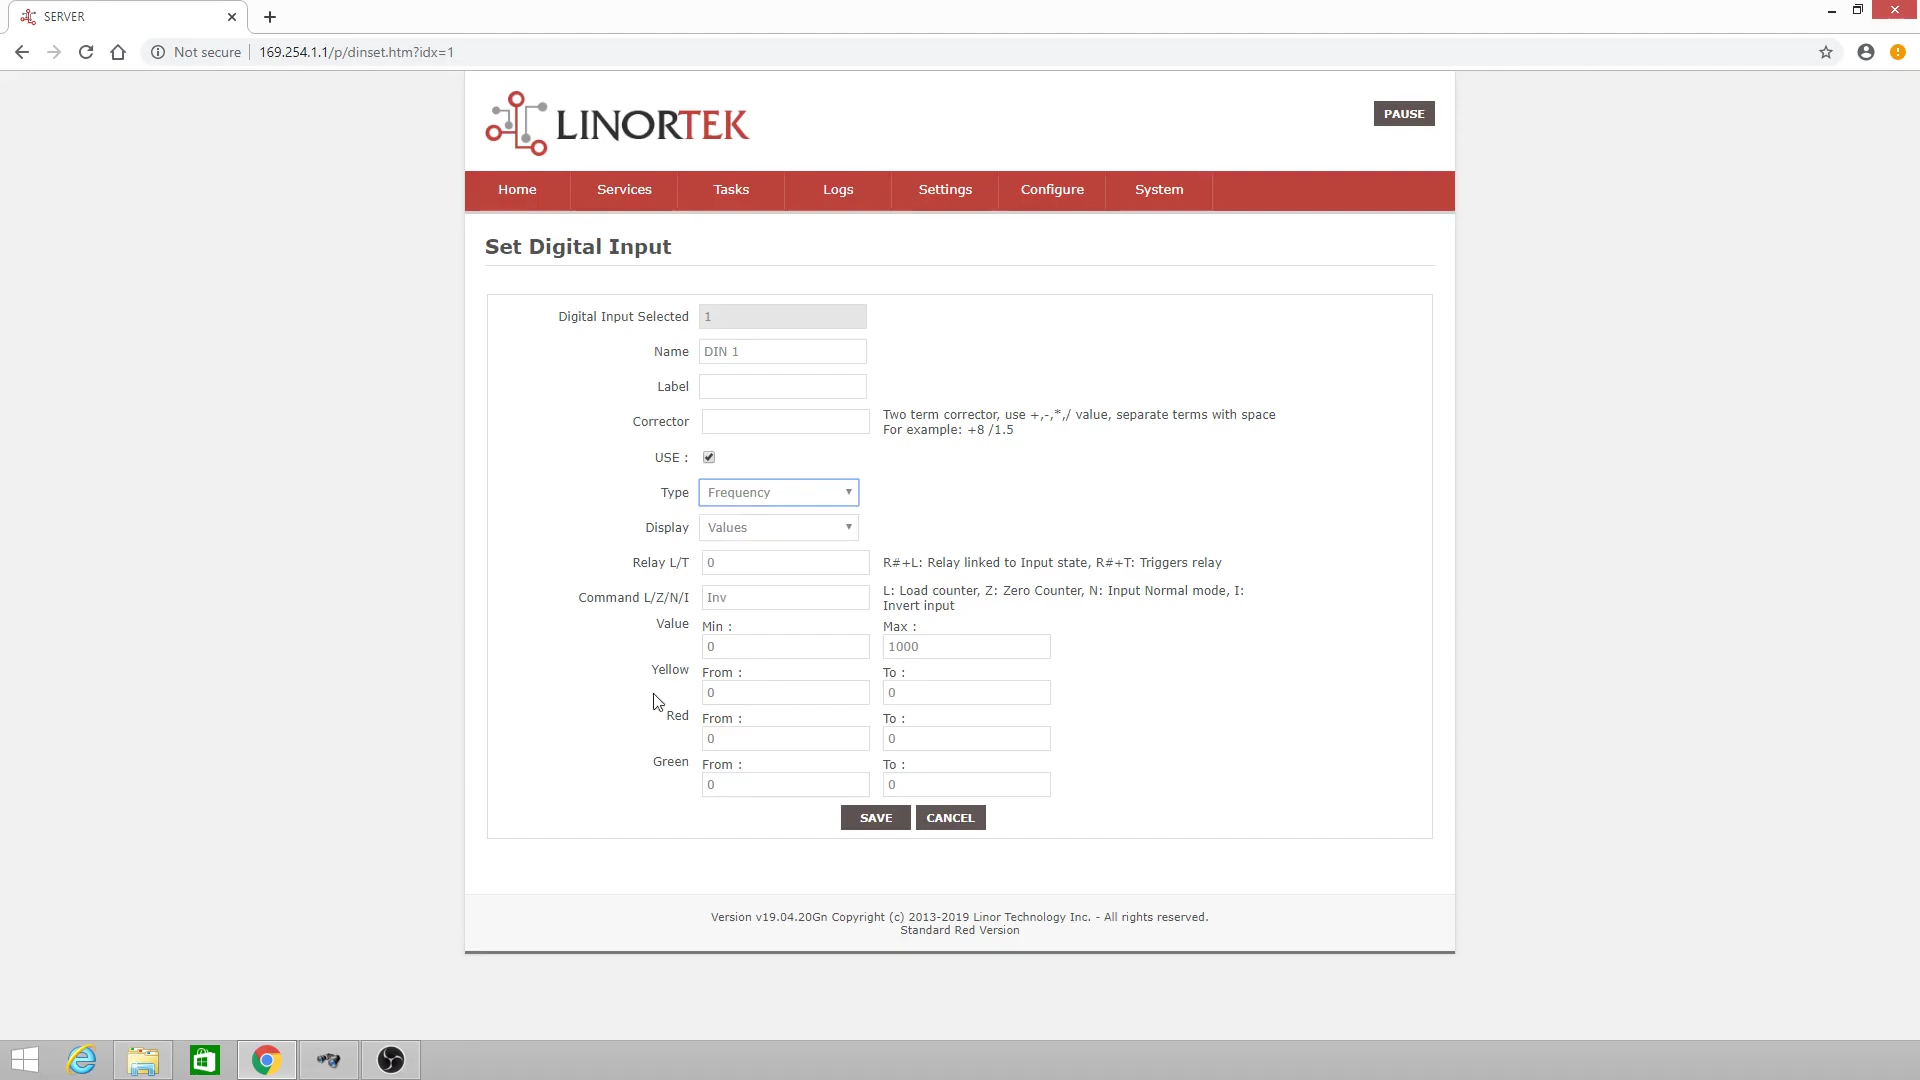 SERVER
Not secure 169.254.1.1/p/dinset.htm?idx=1
LINORTEK
PAUSE
Home Services Tasks Logs Settings Configure System
Set Digital Input
Digital Input Selected 1
Name DIN 1
Label
Corrector Two term corrector, use +,-,*,/ value, separate terms with space
For example: +8 /1.5
USE :
Type Frequency
Display Values
Relay L/T 0 R#+L: Relay linked to Input state, R#+T: Triggers relay
Command L/Z/N/I Inv L: Load counter, Z: Zero Counter, N: Input Normal mode, I:
Invert input
Value Min : Max :
0 1000
Yellow From : To :
0 0
Red From : To :
0 0
Green From : To :
0 0
SAVE CANCEL
Version v19.04.20Gn Copyright (c) 2013-2019 Linor Technology Inc. - All rights reserved.
Standard Red Version